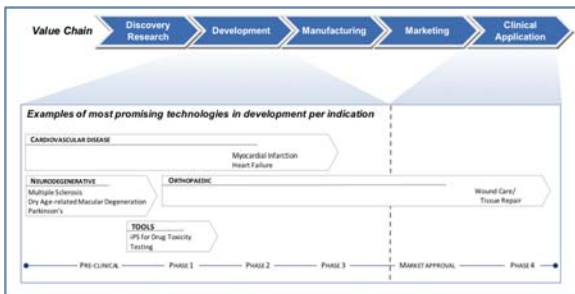 Value Chain
Discovery
Research
Development
Manufacturing
Marketing
Clinical
Application
Examples of most promising technologies in development per indication
CARDIOVASCULAR DISEASE
Myocardial Infarction
Heart Failure
NEURODEGENERATIVE
Multiple Sclerosis
Dry Age-related Macular Degeneration
Parkinson's
ORTHOPAEDIC
Wound Care/
Tissue Repair
TOOLS
iPS for Drug Toxicity
Testing
PRE-CLINICAL
PHASE 1
PHASE 2
PHASE 3
MARKET APPROVAL
PHASE 4